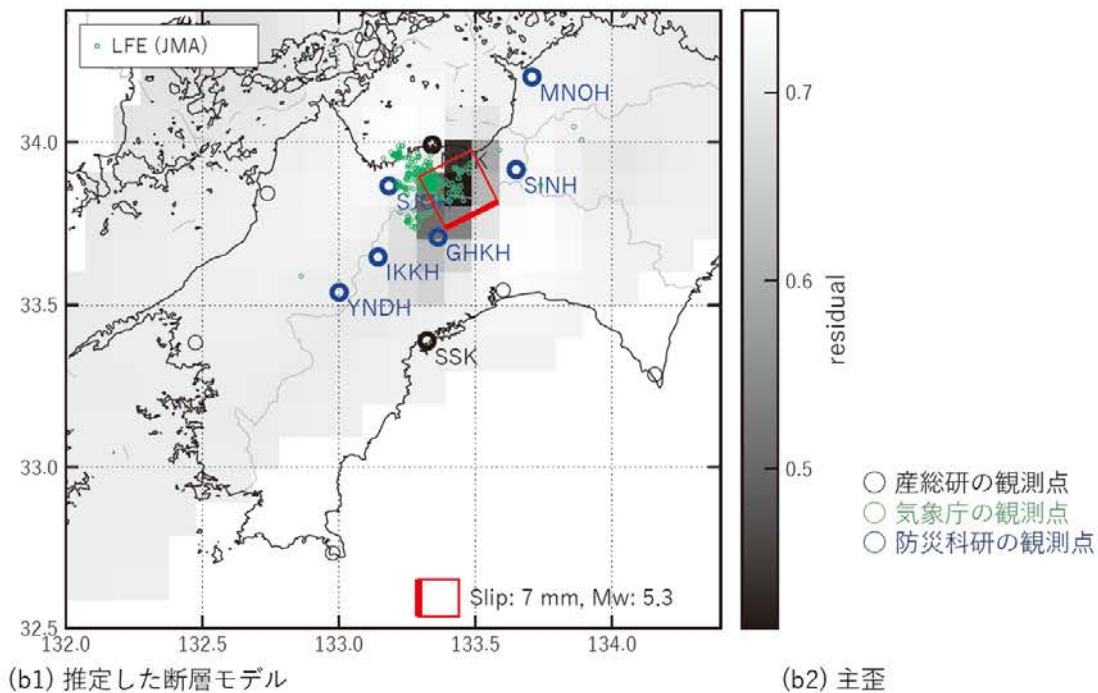 LFE (JMA)
MNOH
34.0
K
SINH
SJ
GHKH
IKKH
33.5
YNDH
SSK
33.0
32.5
Slip: 7 mm, Mw: 5.3
132.0
132.5
133.0
133.5
134.0
0.7
0.6
0.5
residual
産総研の観測点
気象庁の観測点
防災科研の観測点
(b1) 推定した断層モデル
(b2) 主歪